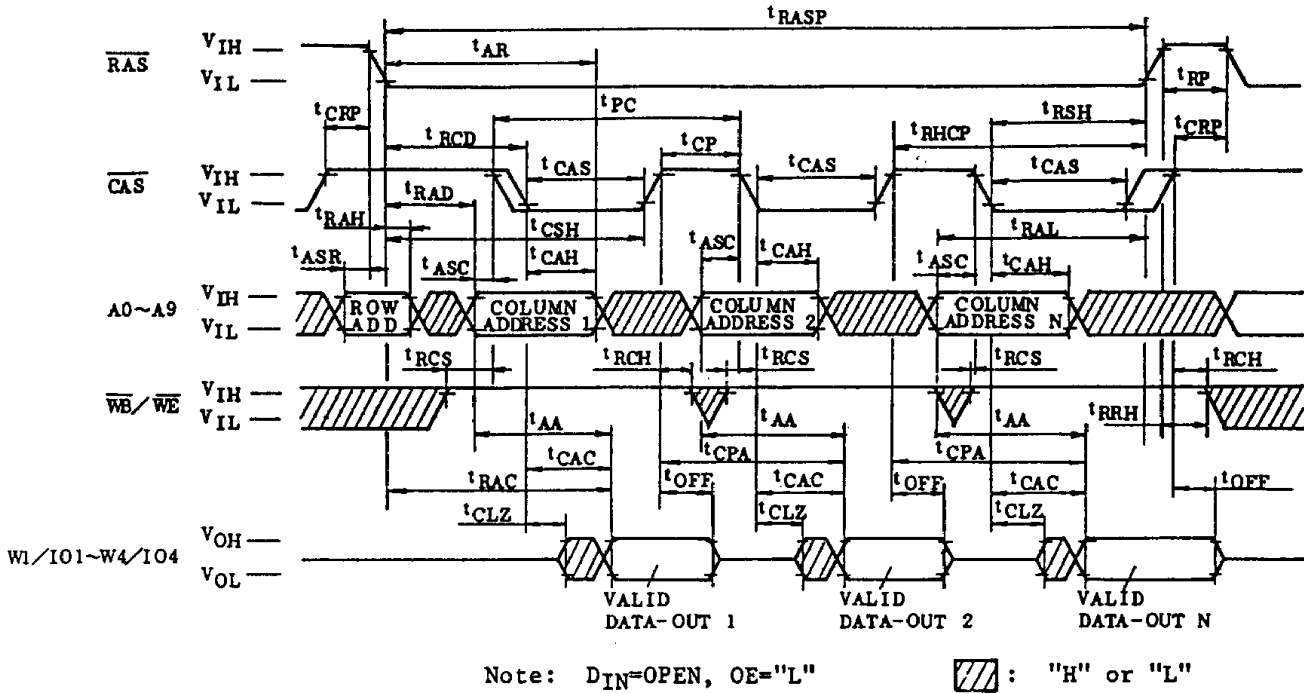 tRASP
RAS
VIH
VIL
tAR
tRP
tCRP
tPC
tRSH
tRCD
tCP
tRHCP
tCRP
CAS
VIH
VIL
tCAS
tCAS
tCAS
tRAD
tRAH
tCSH
tRAL
tASR
tASC
tCAH
tASC
tCAH
tASC
tCAH
A0~A9
VIH
VIL
ROW ADD
COLUMN ADDRESS 1
COLUMN ADDRESS 2
COLUMN ADDRESS N
tRCS
tRCH
tRCS
tRCS
tRCH
WB/WE
VIH
VIL
tAA
tAA
tAA
tRRH
tCPA
tCPA
tCAC
tCAC
tCAC
tRAC
tOFF
tOFF
tOFF
tCLZ
tCLZ
tCLZ
W1/IO1~W4/IO4
VOH
VOL
VALID DATA-OUT 1
VALID DATA-OUT 2
VALID DATA-OUT N
Note: DIN=OPEN, OE="L"
: "H" or "L"